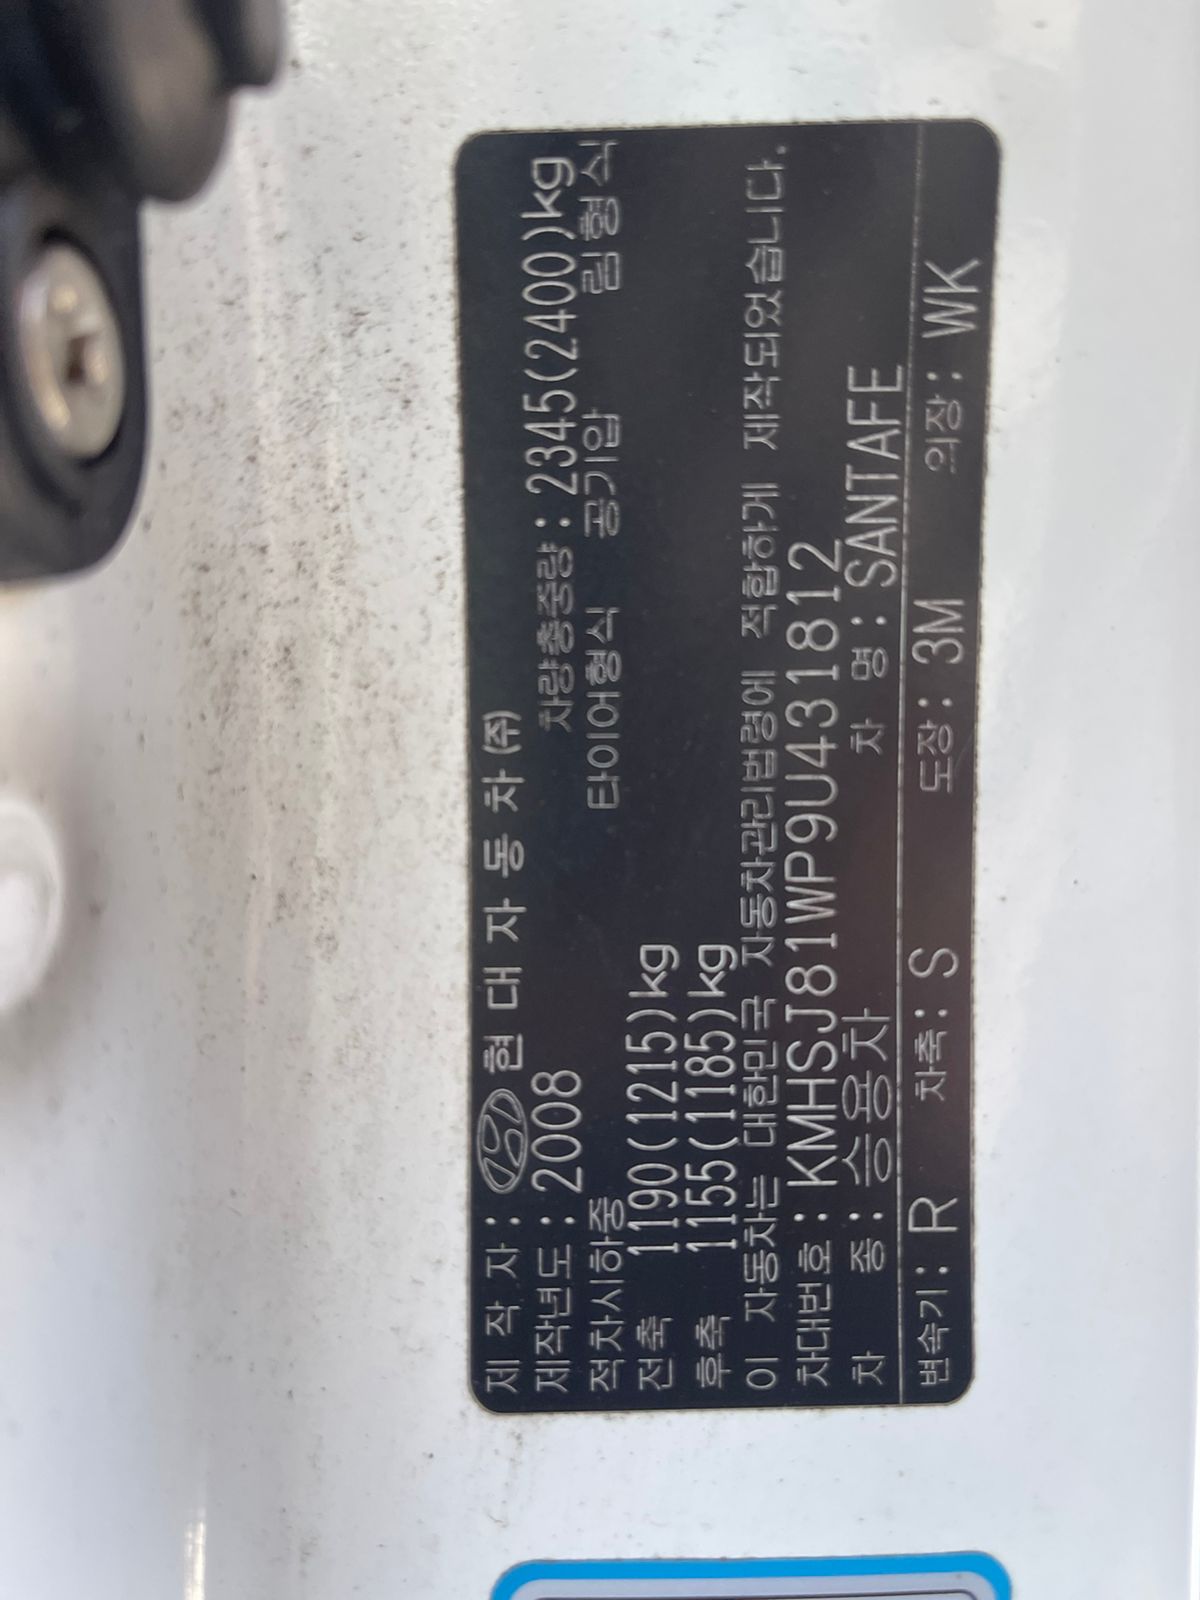 제 작 자 : 현 대 자 동 차 (주)
제작년도 : 2008 차량총중량 : 2345(2400)kg
적차시하중 타이어형식 공기압 림형식
전축 1190(1215)kg
후축 1155(1185)kg
이 자동차는 대한민국 자동차관리법령에 적합하게 제작되었습니다.
차대번호 : KMHSJ81WP9U431812
차 종 : 승용차 차 명 : SANTAFE
변속기 : R 차축 : S 도장 : 3M 의장 : WK